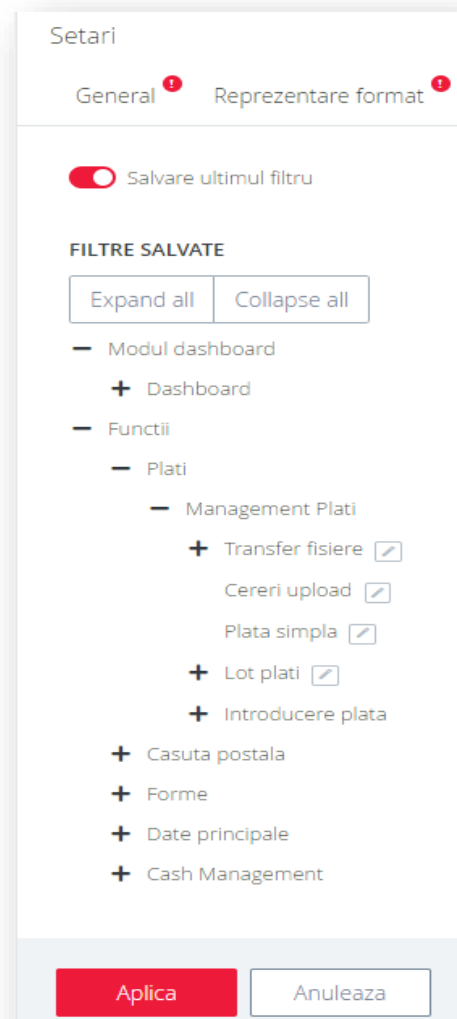 Setari
General Reprezentare format
Salvare ultimul filtru
FILTRE SALVATE
Expand all Collapse all
Modul dashboard
Dashboard
Functii
Plati
Management Plati
Transfer fisiere
Cereri upload
Plata simpla
Lot plati
Introducere plata
Casuta postala
Forme
Date principale
Cash Management
Aplica Anuleaza